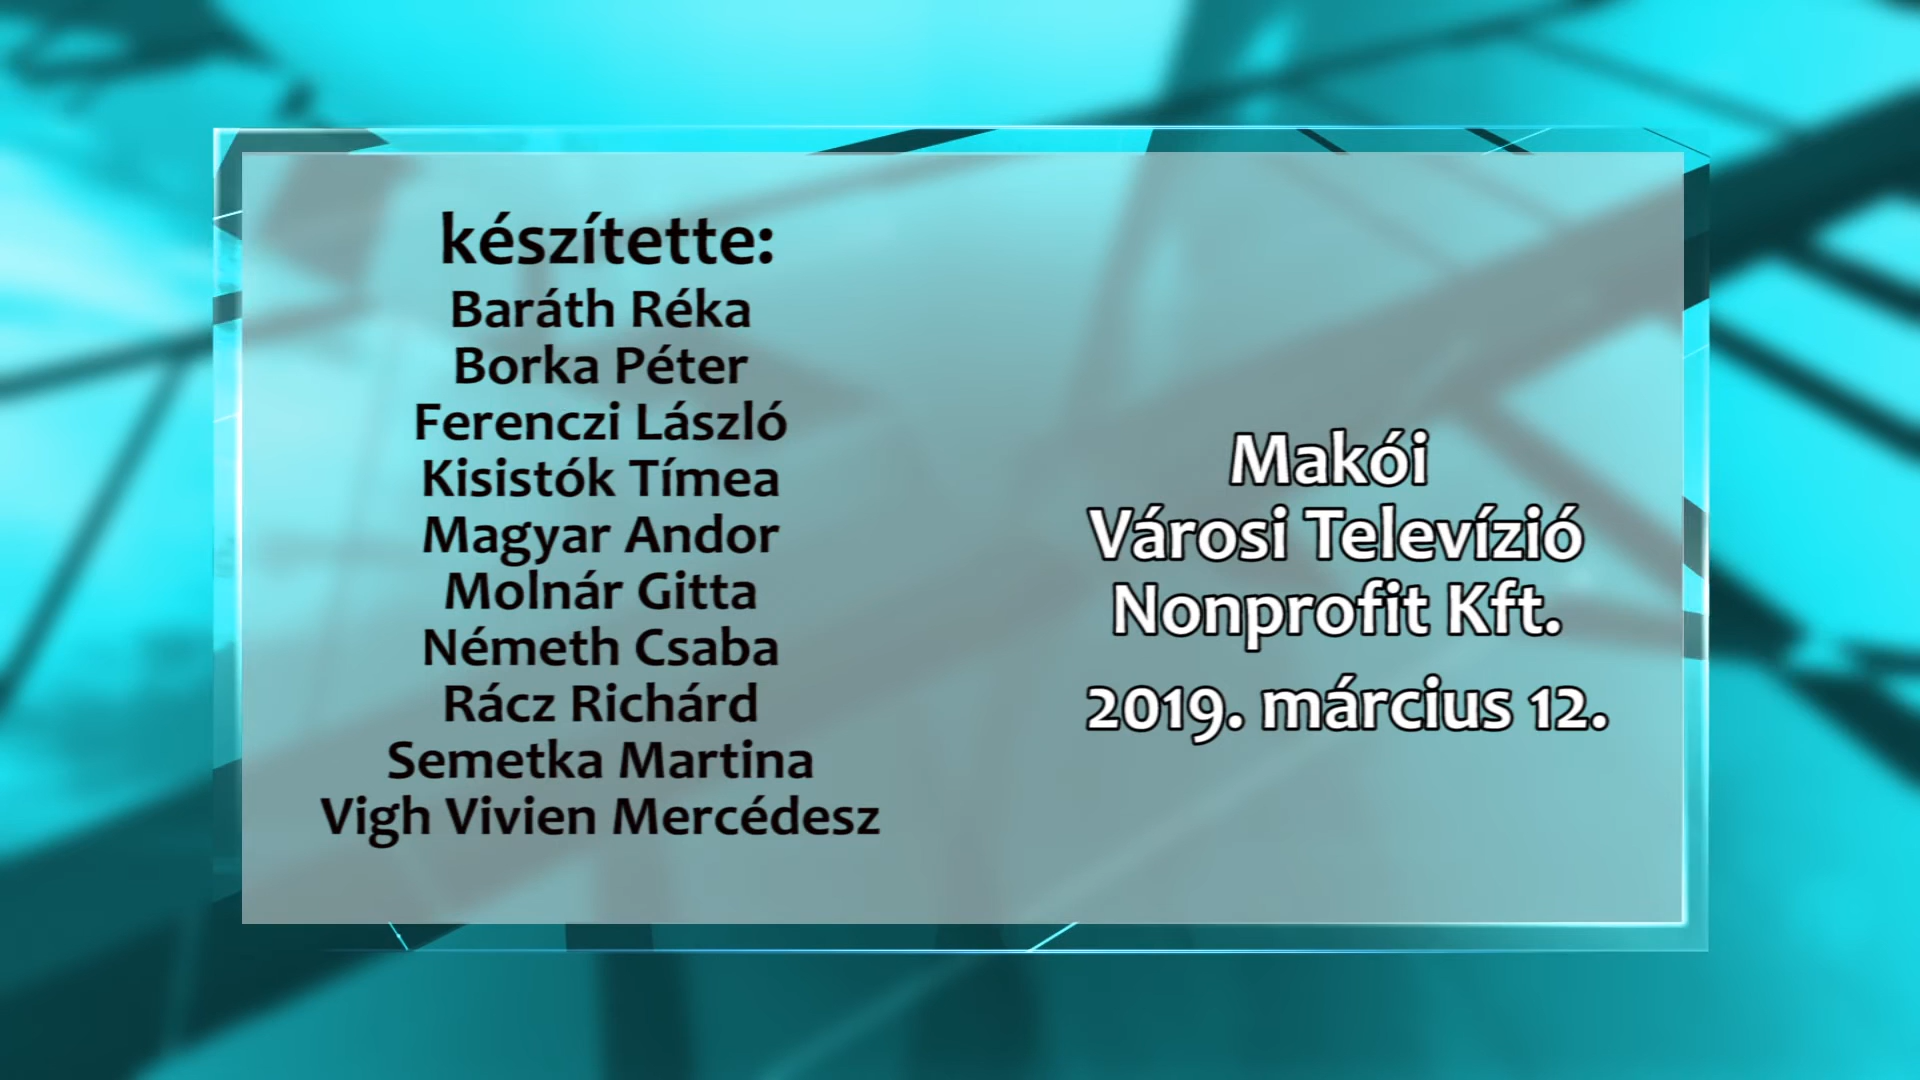 készítette:
Baráth Réka
Borka Péter
Ferenczi László
Kisistók Tímea
Magyar Andor
Molnár Gitta
Németh Csaba
Rácz Richárd
Semetka Martina
Vigh Vivien Mercédesz
Makói
Városi Televízió
Nonprofit Kft.
2019. március 12.